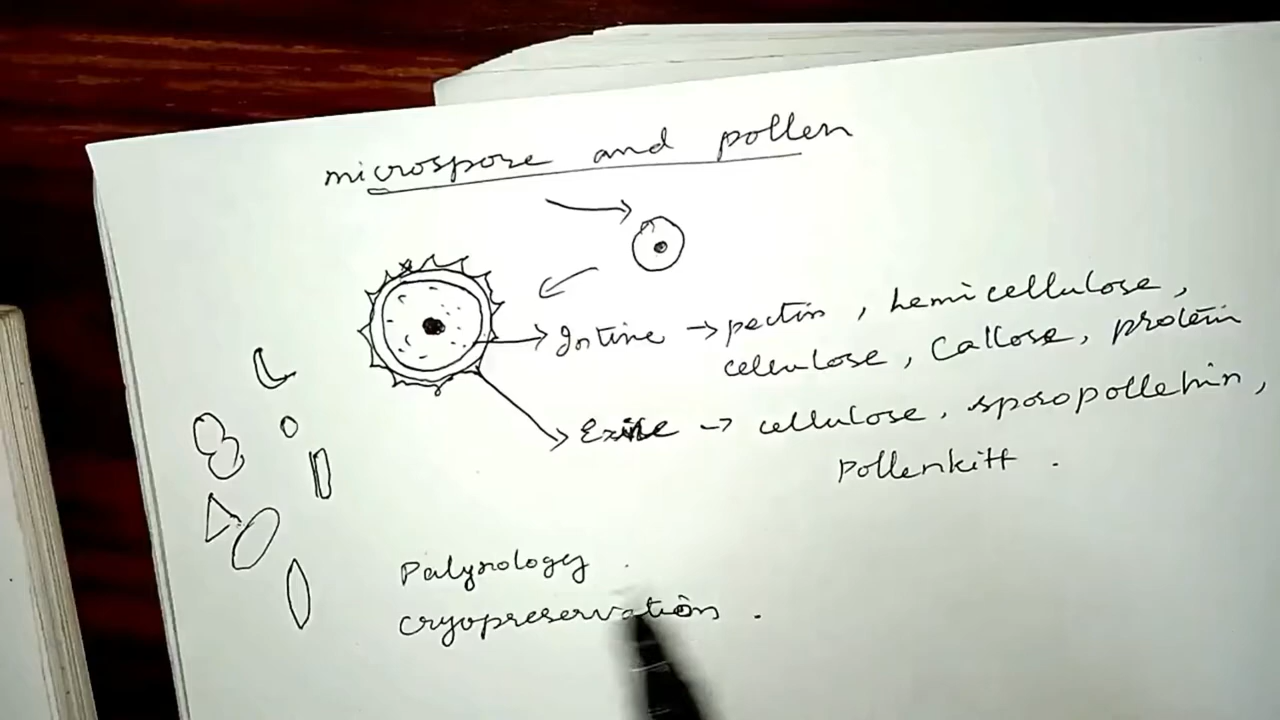 microspore and pollen
Intine → pectin, hemicellulose,
cellulose, Callose, protein
Exine → cellulose, sporopollenin,
Pollenkitt.
Palynology.
cryopreservation.